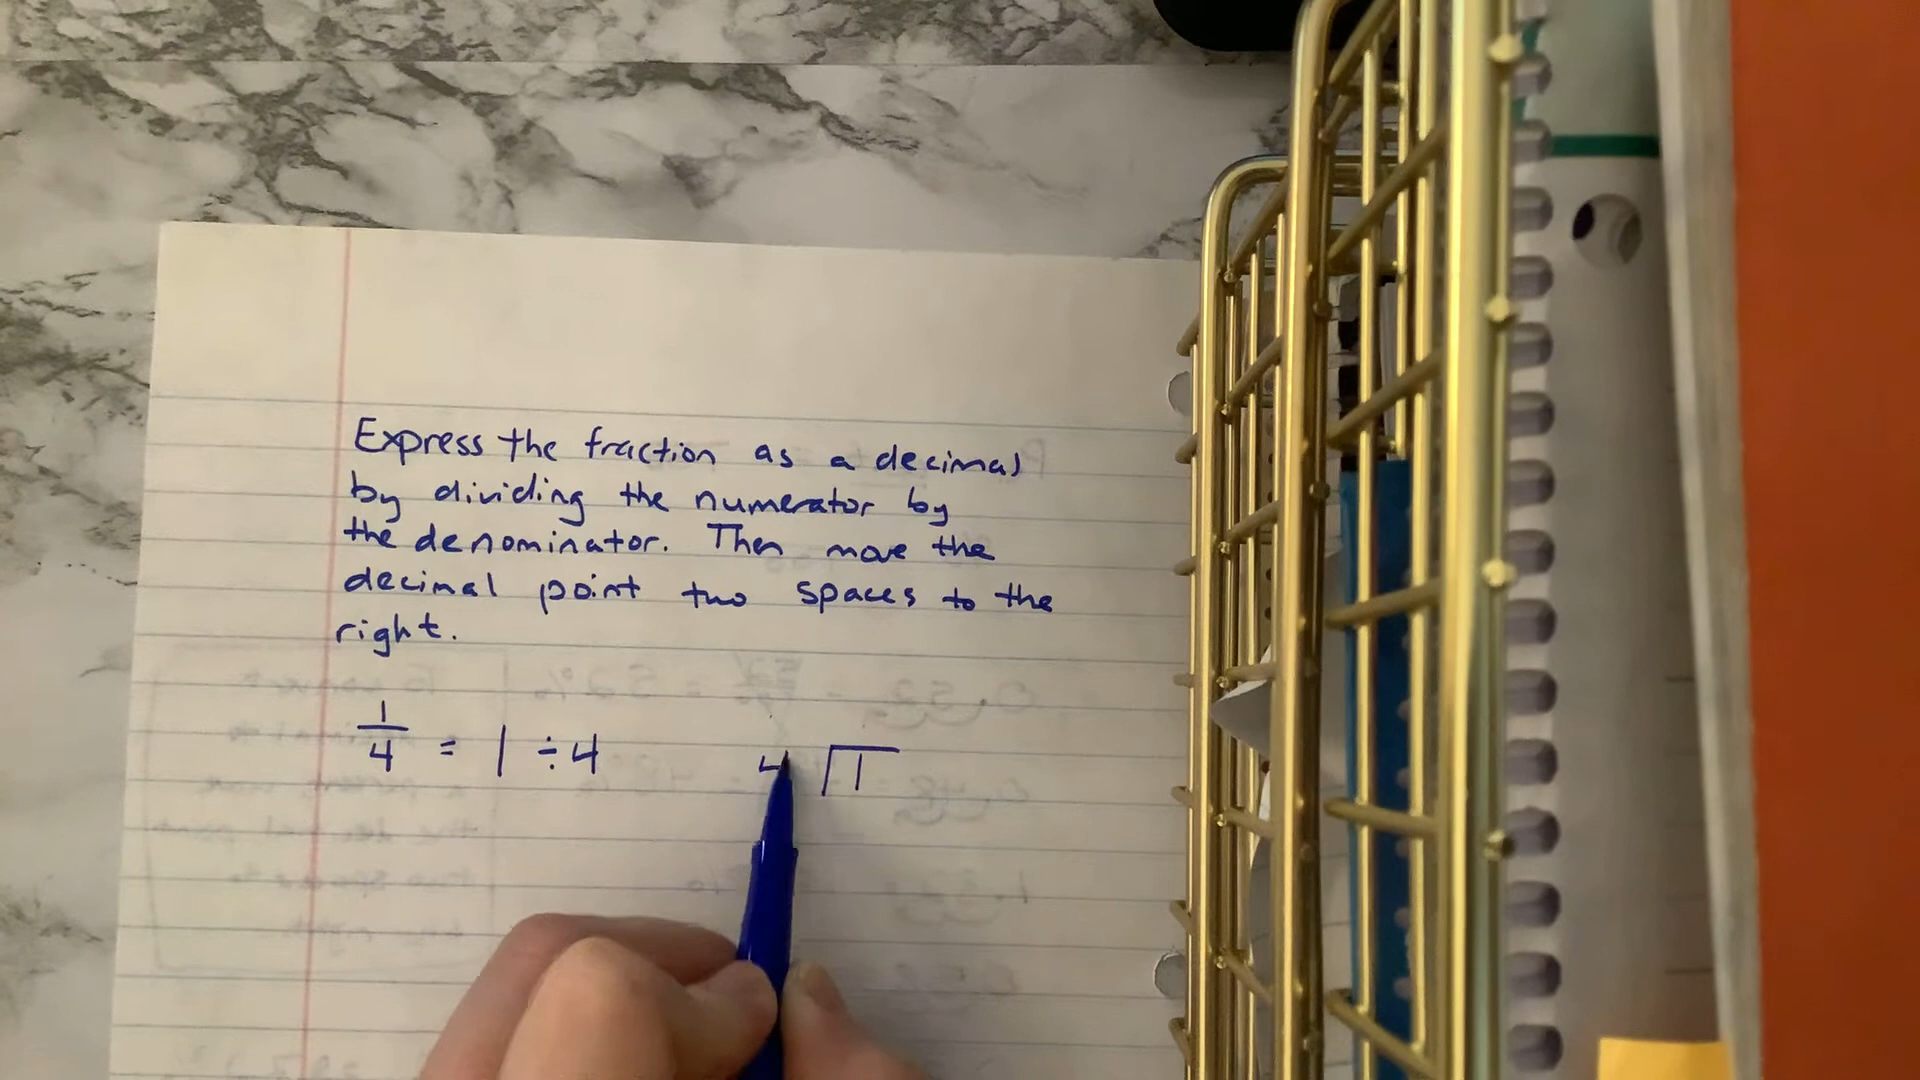 Express the fraction as a decimal
by dividing the numerator by
the denominator. Then move the
decimal point two spaces to the
right.
1/4 = 1 ÷ 4 4 √1